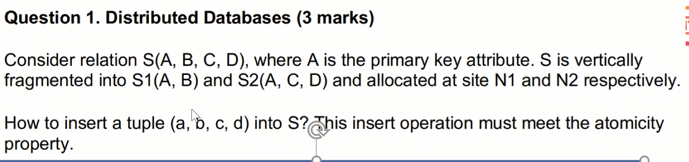 Question 1. Distributed Databases (3 marks)
Consider relation S(A, B, C, D), where A is the primary key attribute. S is vertically
fragmented into S1(A, B) and S2(A, C, D) and allocated at site N1 and N2 respectively.
How to insert a tuple (a, b, c, d) into S? This insert operation must meet the atomicity
property.